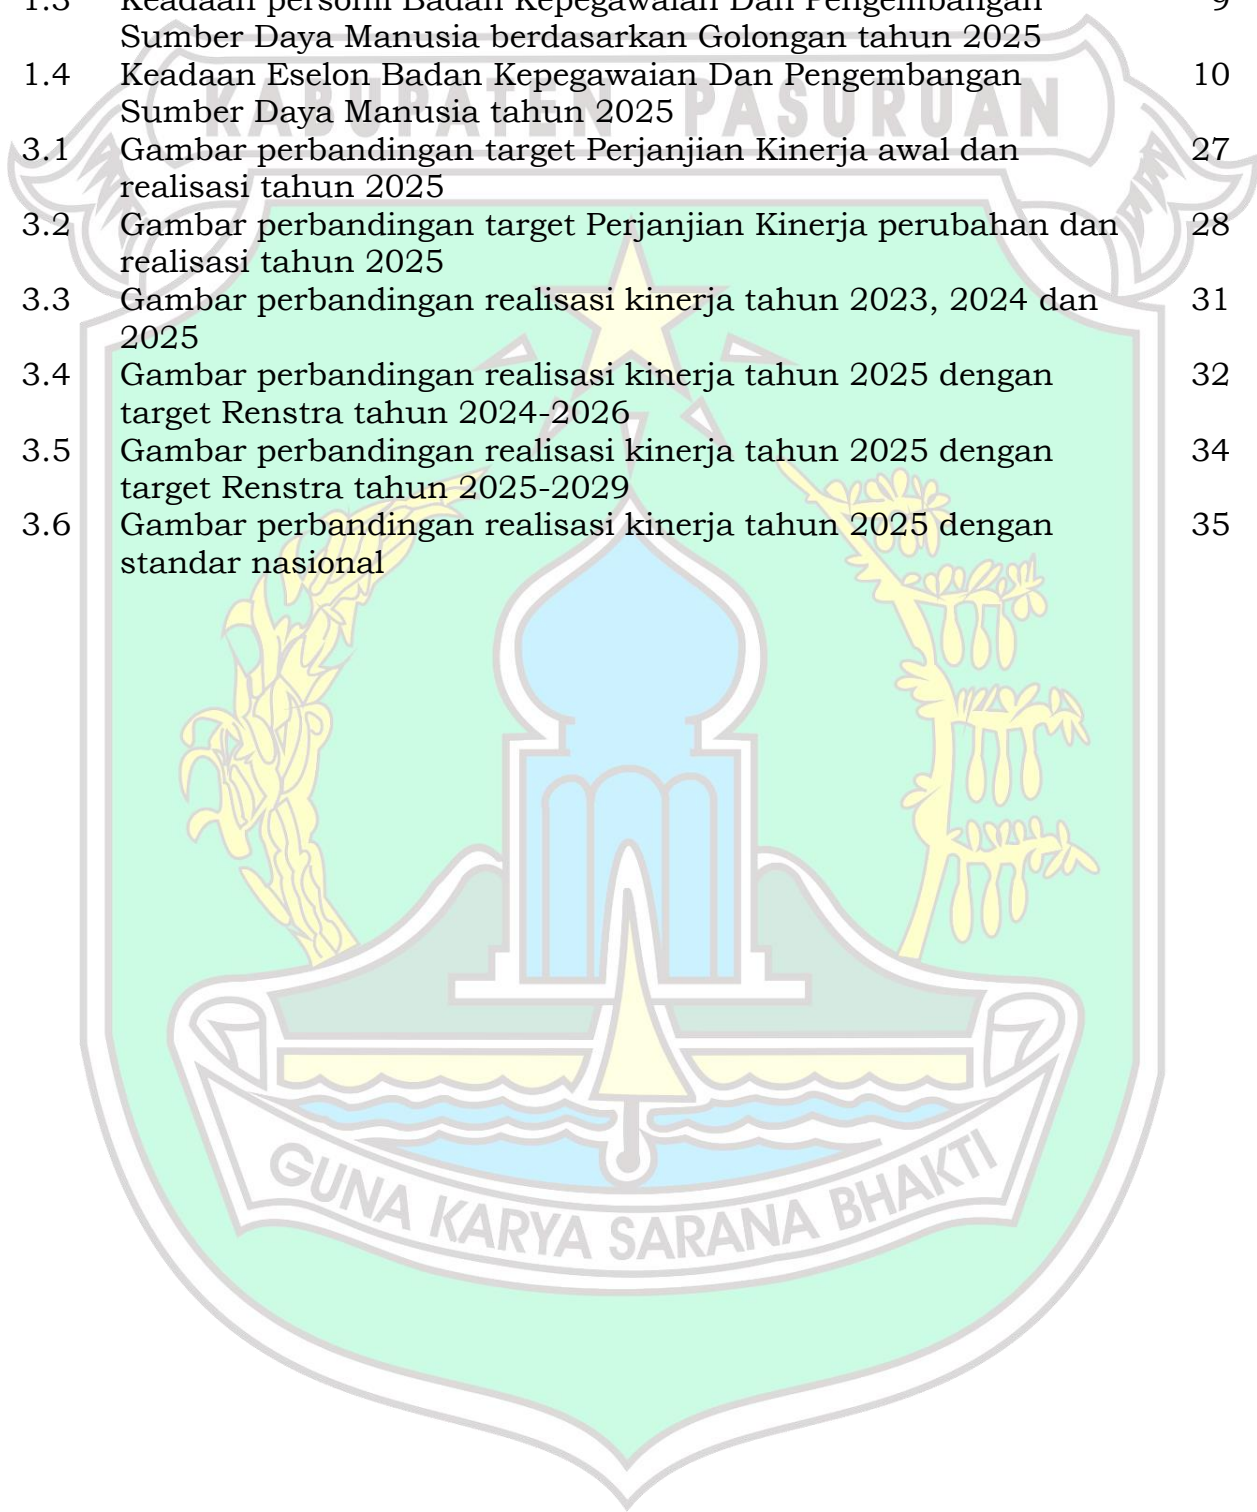 1.3 Keadaan personil Badan Kepegawaian Dan Pengembangan 9
Sumber Daya Manusia berdasarkan Golongan tahun 2025
1.4 Keadaan Eselon Badan Kepegawaian Dan Pengembangan 10
Sumber Daya Manusia tahun 2025
KABUPATEN PASURUAN
3.1 Gambar perbandingan target Perjanjian Kinerja awal dan 27
realisasi tahun 2025
3.2 Gambar perbandingan target Perjanjian Kinerja perubahan dan 28
realisasi tahun 2025
3.3 Gambar perbandingan realisasi kinerja tahun 2023, 2024 dan 31
2025
3.4 Gambar perbandingan realisasi kinerja tahun 2025 dengan 32
target Renstra tahun 2024-2026
3.5 Gambar perbandingan realisasi kinerja tahun 2025 dengan 34
target Renstra tahun 2025-2029
3.6 Gambar perbandingan realisasi kinerja tahun 2025 dengan 35
standar nasional
GUNA KARYA SARANA BHAKTI